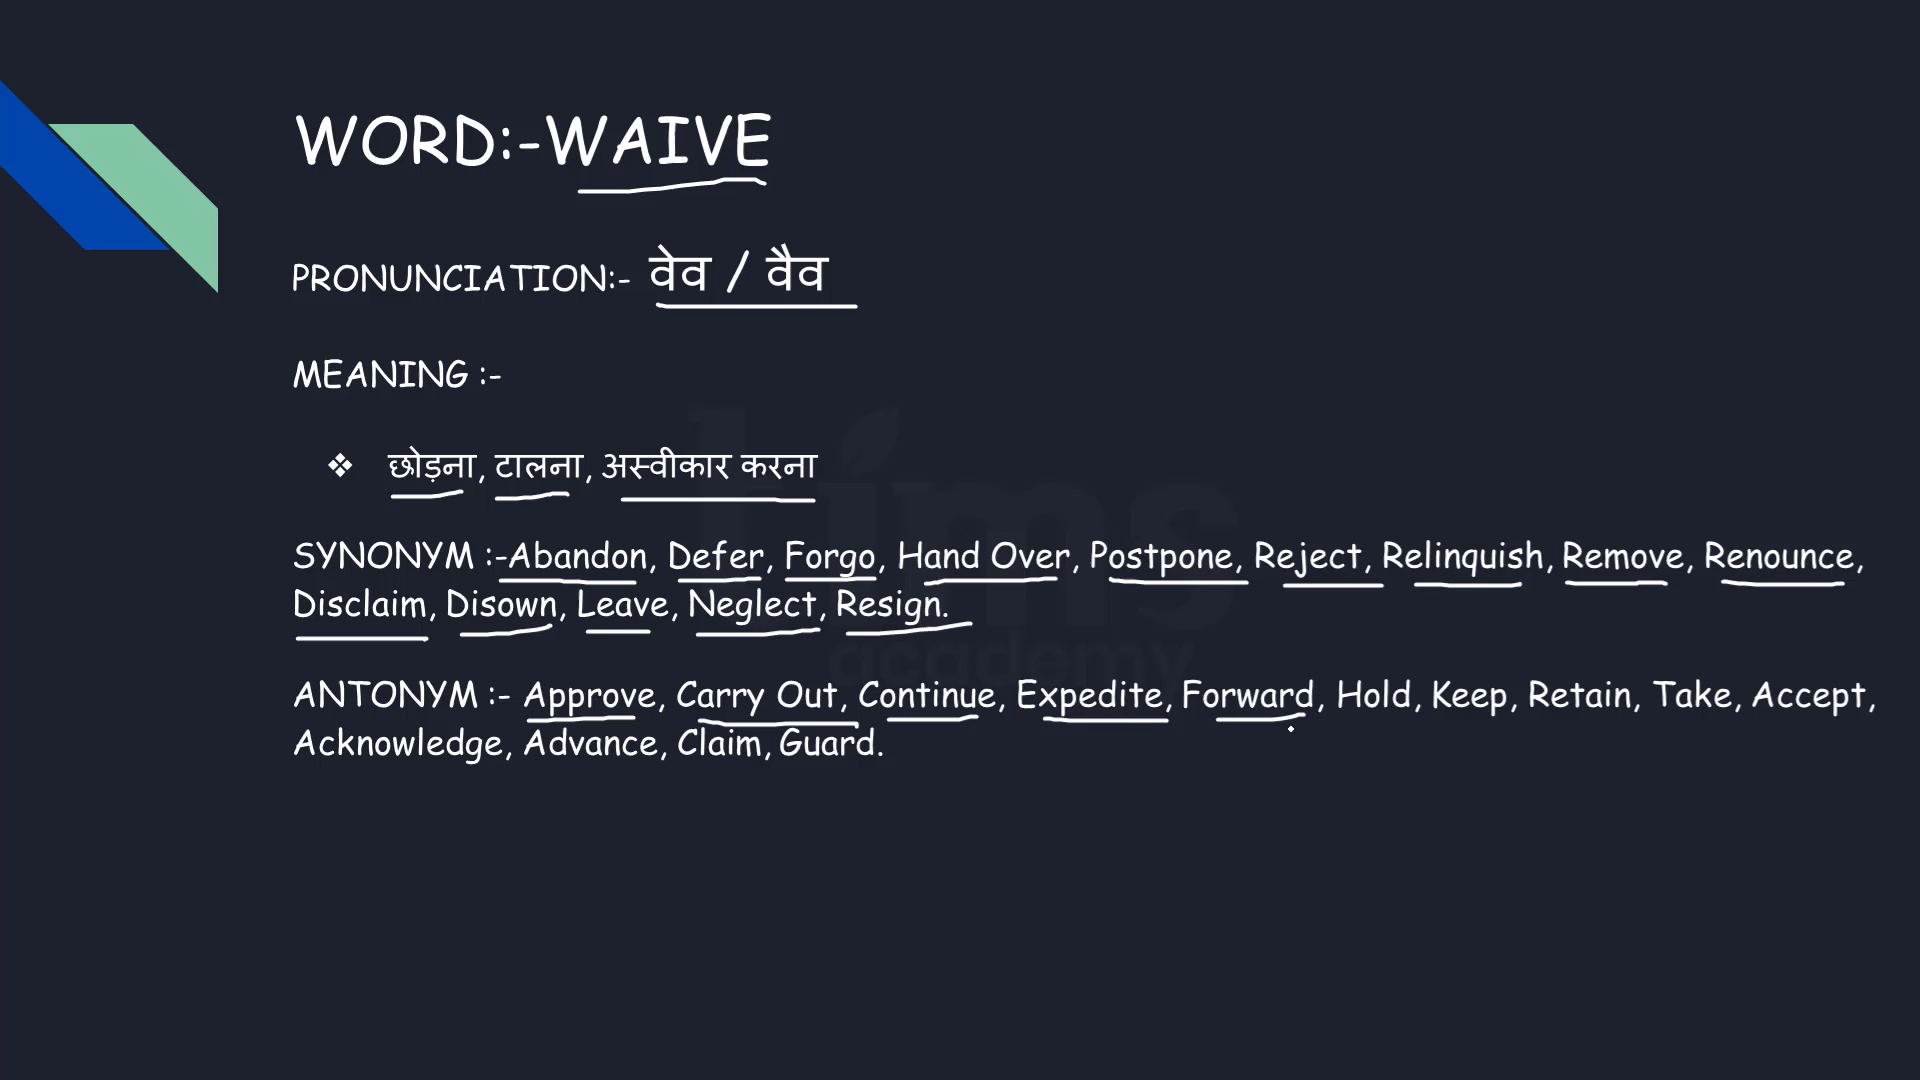 WORD:-WAIVE
PRONUNCIATION:- वेव / वैव
MEANING :-
❖ छोड़ना, टालना, अस्वीकार करना
SYNONYM :-Abandon, Defer, Forgo, Hand Over, Postpone, Reject, Relinquish, Remove, Renounce,
Disclaim, Disown, Leave, Neglect, Resign.
ANTONYM :- Approve, Carry Out, Continue, Expedite, Forward, Hold, Keep, Retain, Take, Accept,
Acknowledge, Advance, Claim, Guard.
tims
academy